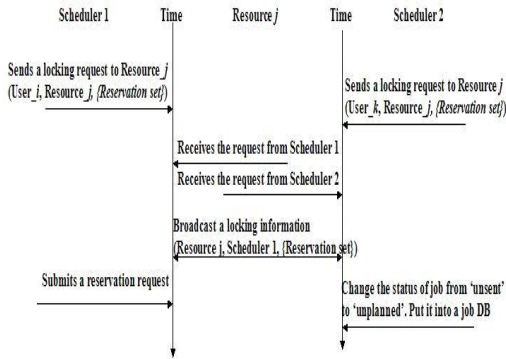 Scheduler 1 Time Resource j Time Scheduler 2
Sends a locking request to Resource_j
(User_i, Resource_j, {Reservation set})
Sends a locking request to Resource j
(User_k, Resource_j, {Reservation set})
Receives the request from Scheduler 1
Receives the request from Scheduler 2
Broadcast a locking information
(Resource j, Scheduler 1, {Reservation set})
Submits a reservation request
Change the status of job from ‘unsent’
to ‘unplanned’. Put it into a job DB